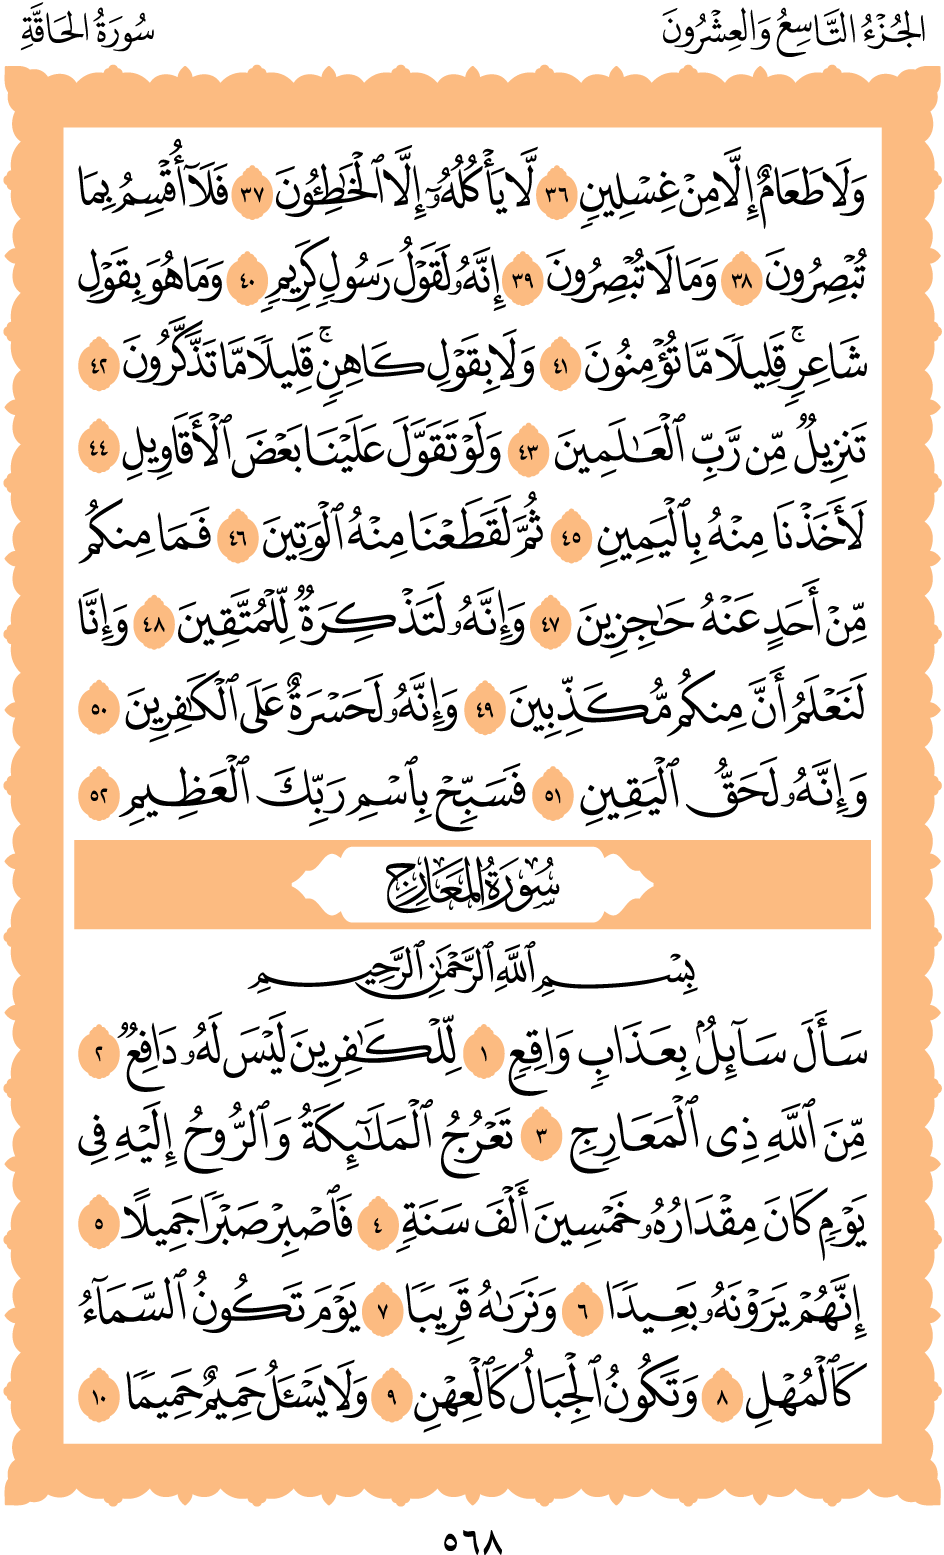 الجُزْءُ التَّاسِعُ وَالعِشْرُونَ
سُورَةُ الحَاقَّةِ
وَلَا طَعَامٌ إِلَّا مِنْ غِسْلِينٍ ٣٦ لَّا يَأْكُلُهُۥٓ إِلَّا ٱلْخَٰطِـُٔونَ ٣٧ فَلَآ أُقْسِمُ بِمَا
تُبْصِرُونَ ٣٨ وَمَا لَا تُبْصِرُونَ ٣٩ إِنَّهُۥ لَقَوْلُ رَسُولٍ كَرِيمٍ ٤٠ وَمَا هُوَ بِقَوْلِ
شَاعِرٍ ۚ قَلِيلًا مَّا تُؤْمِنُونَ ٤١ وَلَا بِقَوْلِ كَاهِنٍ ۚ قَلِيلًا مَّا تَذَكَّرُونَ ٤٢
تَنزِيلٌ مِّن رَّبِّ ٱلْعَٰلَمِينَ ٤٣ وَلَوْ تَقَوَّلَ عَلَيْنَا بَعْضَ ٱلْأَقَاوِيلِ ٤٤
لَأَخَذْنَا مِنْهُ بِٱلْيَمِينِ ٤٥ ثُمَّ لَقَطَعْنَا مِنْهُ ٱلْوَتِينَ ٤٦ فَمَا مِنكُم
مِّنْ أَحَدٍ عَنْهُ حَٰجِزِينَ ٤٧ وَإِنَّهُۥ لَتَذْكِرَةٌ لِّلْمُتَّقِينَ ٤٨ وَإِنَّا
لَنَعْلَمُ أَنَّ مِنكُم مُّكَذِّبِينَ ٤٩ وَإِنَّهُۥ لَحَسْرَةٌ عَلَى ٱلْكَٰفِرِينَ ٥٠
وَإِنَّهُۥ لَحَقُّ ٱلْيَقِينِ ٥١ فَسَبِّحْ بِٱسْمِ رَبِّكَ ٱلْعَظِيمِ ٥٢
سُورَةُ المَعَارِجِ
بِسْمِ ٱللَّهِ ٱلرَّحْمَٰنِ ٱلرَّحِيمِ
سَأَلَ سَآئِلٌۢ بِعَذَابٍ وَاقِعٍ ١ لِّلْكَٰفِرِينَ لَيْسَ لَهُۥ دَافِعٌ ٢
مِّنَ ٱللَّهِ ذِى ٱلْمَعَارِجِ ٣ تَعْرُجُ ٱلْمَلَٰٓئِكَةُ وَٱلرُّوحُ إِلَيْهِ فِى
يَوْمٍ كَانَ مِقْدَارُهُۥ خَمْسِينَ أَلْفَ سَنَةٍ ٤ فَٱصْبِرْ صَبْرًا جَمِيلًا ٥
إِنَّهُمْ يَرَوْنَهُۥ بَعِيدًا ٦ وَنَرَىٰهُ قَرِيبًا ٧ يَوْمَ تَكُونُ ٱلسَّمَآءُ
كَٱلْمُهْلِ ٨ وَتَكُونُ ٱلْجِبَالُ كَٱلْعِهْنِ ٩ وَلَا يَسْـَٔلُ حَمِيمٌ حَمِيمًا ١٠
٥٦٨